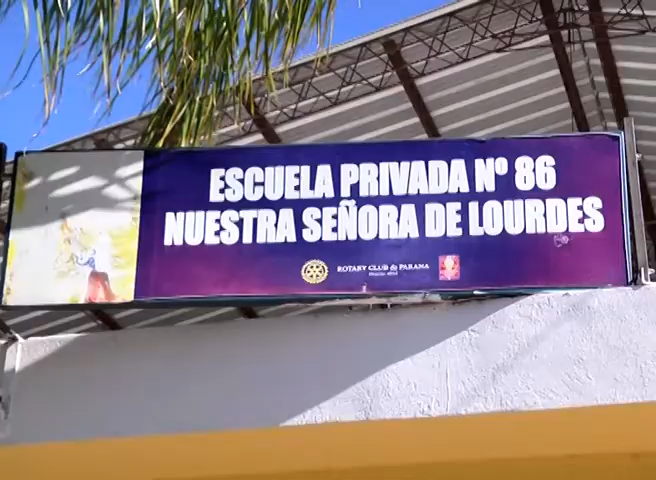 ESCUELA PRIVADA Nº 86
NUESTRA SEÑORA DE LOURDES
ROTARY CLUB de PARANA